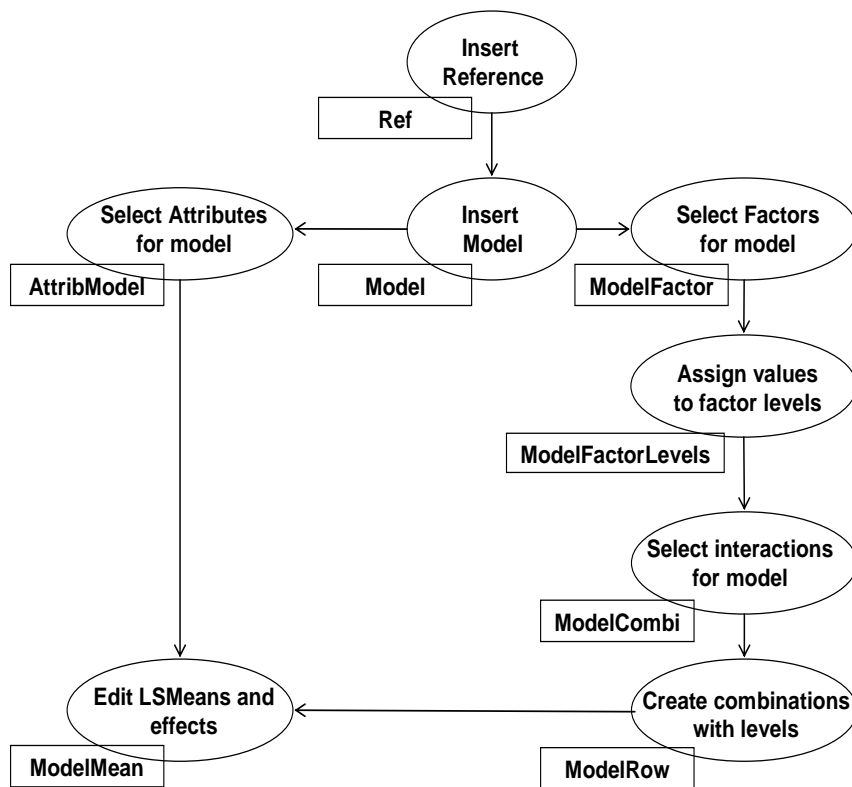 Insert
Reference
Ref
Select Attributes
for model
AttribModel
Insert
Model
Model
Select Factors
for model
ModelFactor
Assign values
to factor levels
ModelFactorLevels
Select interactions
for model
ModelCombi
Edit LSMeans and
effects
ModelMean
Create combinations
with levels
ModelRow